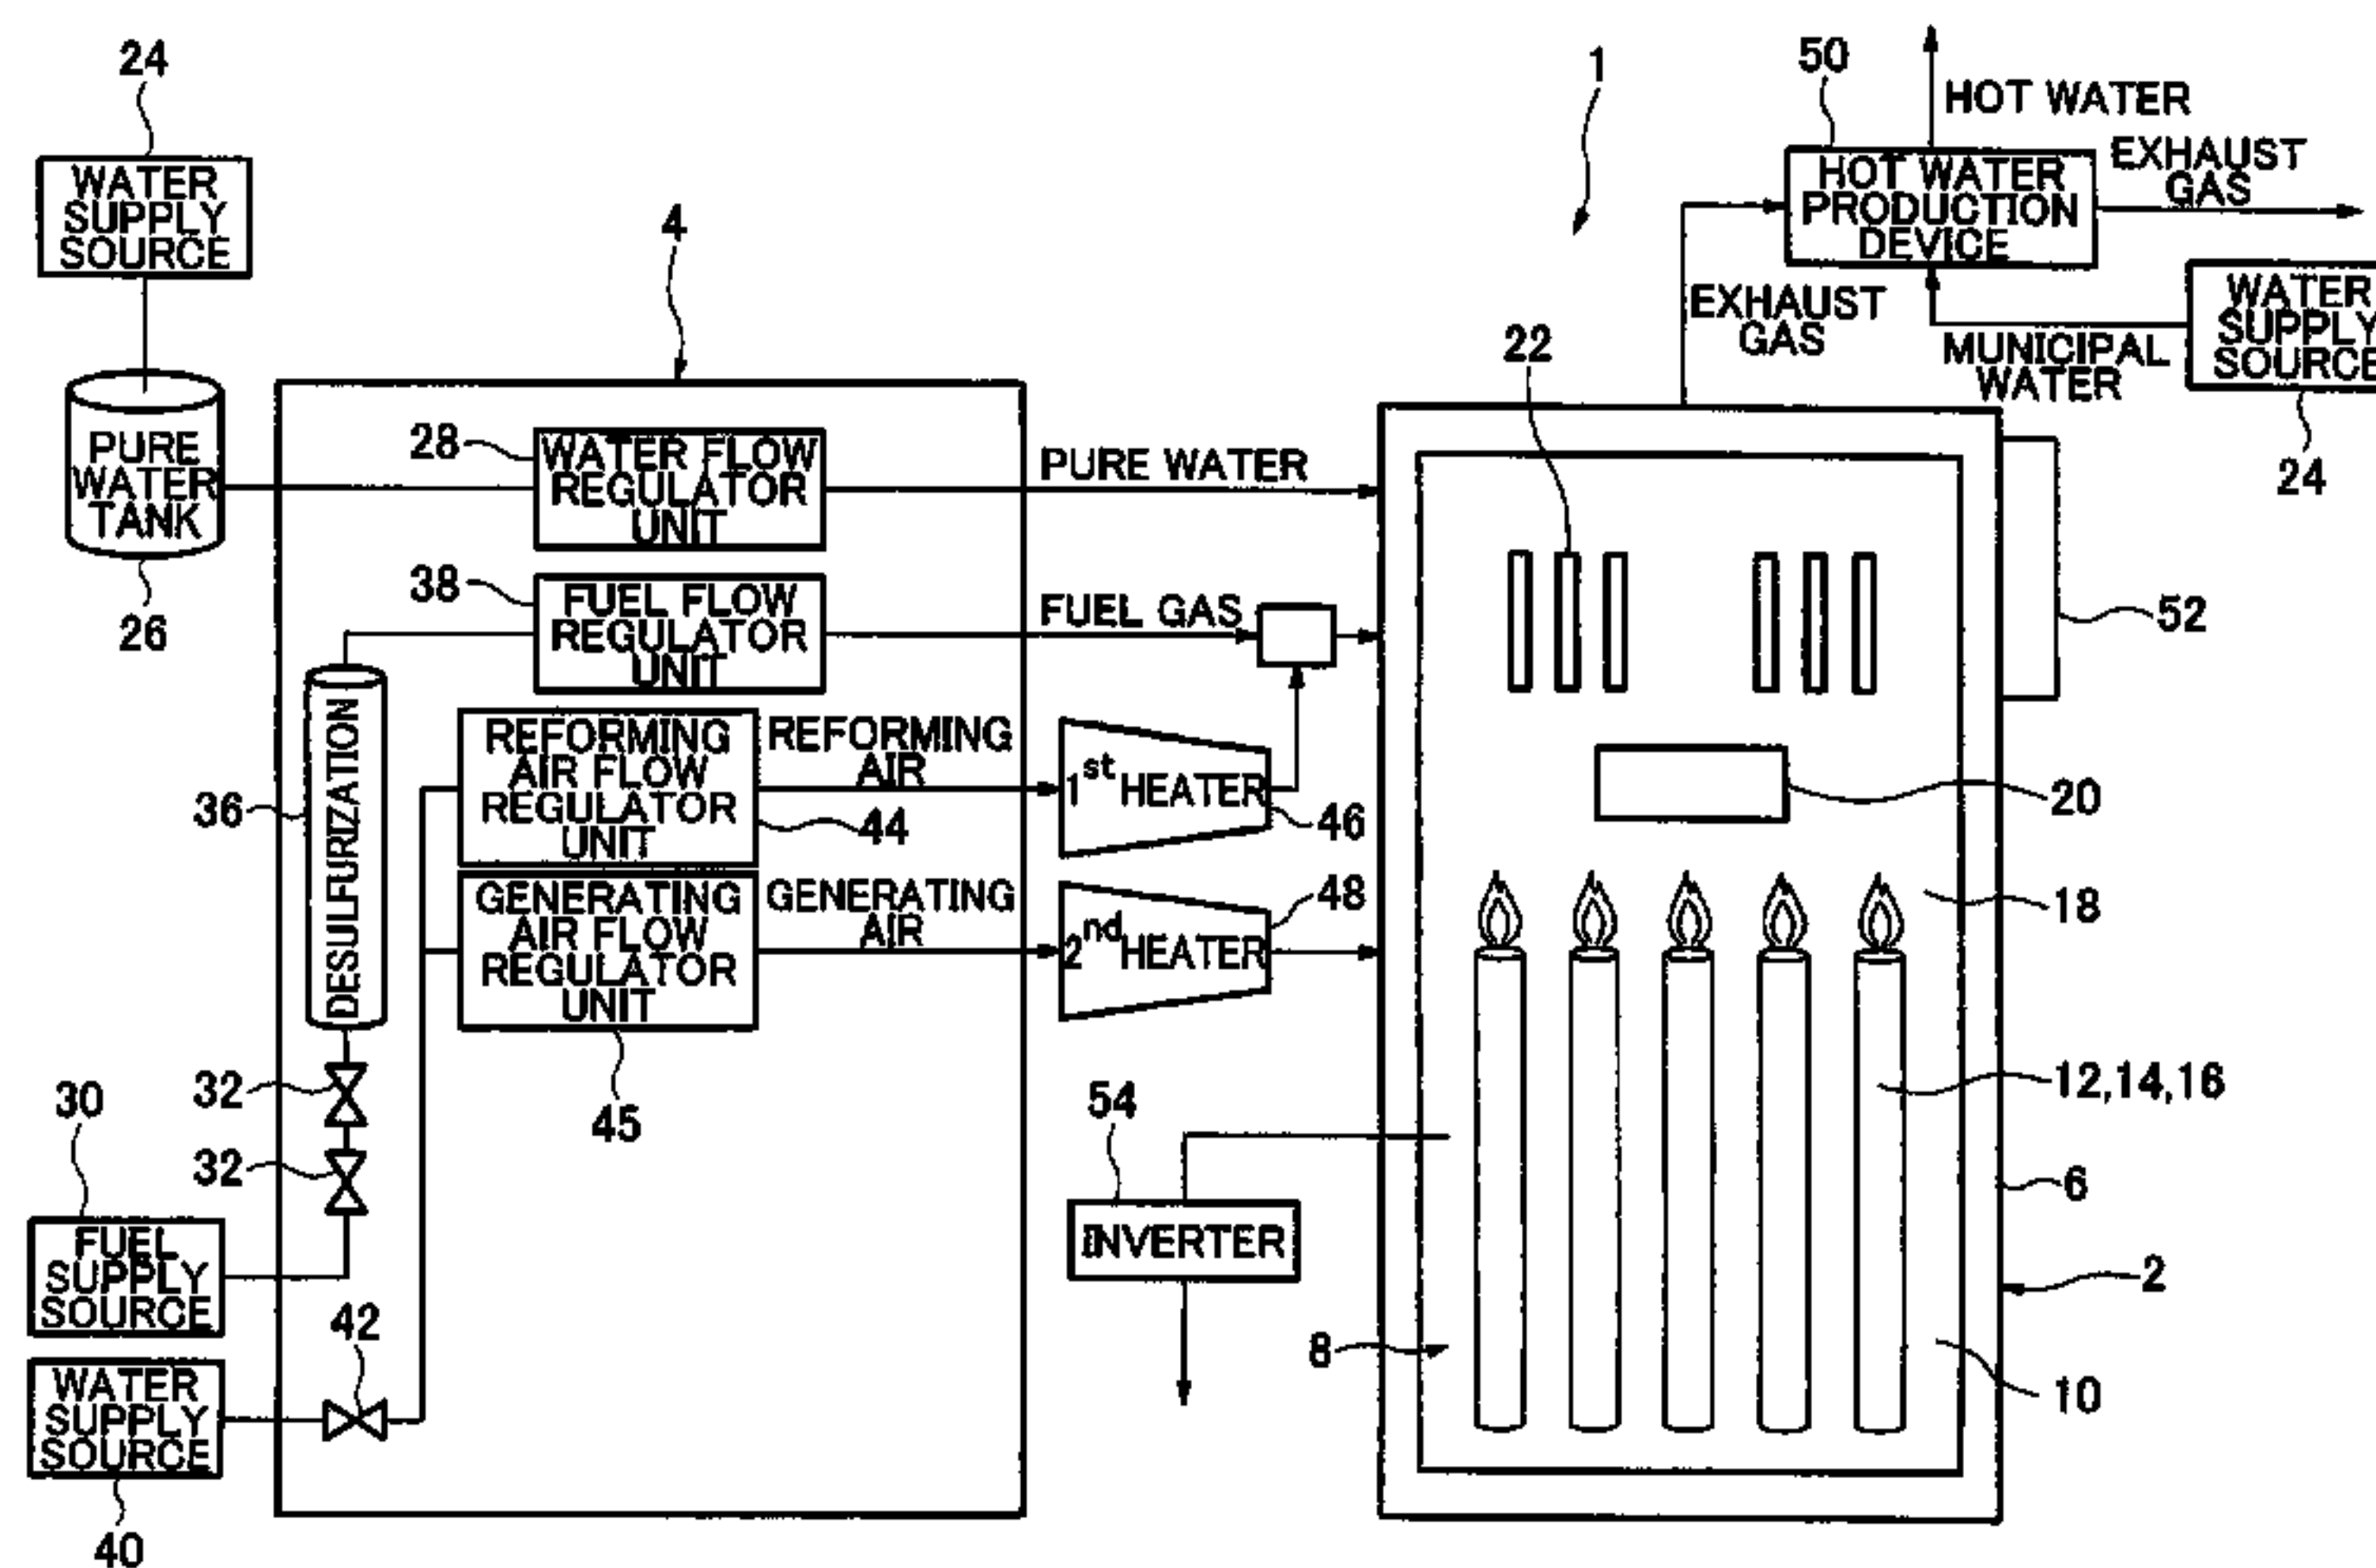 24
WATER
SUPPLY
SOURCE
PURE
WATER
TANK
26
4
28
WATER FLOW
REGULATOR
UNIT
PURE WATER
38
FUEL FLOW
REGULATOR
UNIT
FUEL GAS
36
DESULFURIZATION
REFORMING
AIR FLOW
REGULATOR
UNIT
44
REFORMING
AIR
1st HEATER
46
GENERATING
AIR FLOW
REGULATOR
UNIT
45
GENERATING
AIR
2nd HEATER
48
32
32
30
FUEL
SUPPLY
SOURCE
42
WATER
SUPPLY
SOURCE
40
54
INVERTER
1
50
HOT WATER
HOT WATER
PRODUCTION
DEVICE
EXHAUST
GAS
EXHAUST
GAS
MUNICIPAL
WATER
WATER
SUPPLY
SOURCE
24
22
52
20
18
12,14,16
6
2
8
10